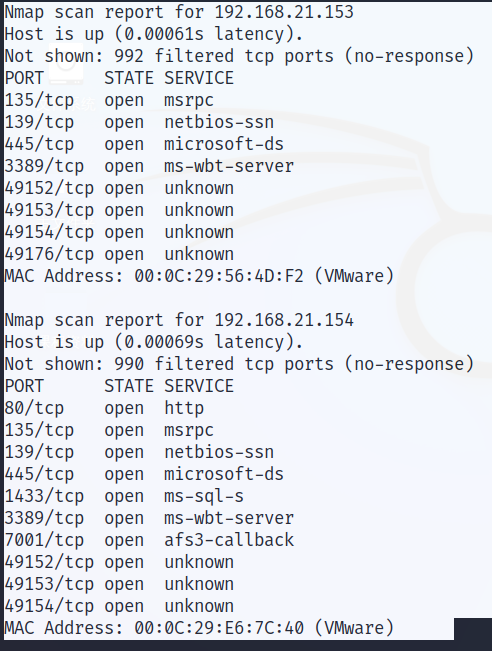 Nmap scan report for 192.168.21.153
Host is up (0.00061s latency).
Not shown: 992 filtered tcp ports (no-response)
PORT      STATE SERVICE
135/tcp   open  msrpc
139/tcp   open  netbios-ssn
445/tcp   open  microsoft-ds
3389/tcp  open  ms-wbt-server
49152/tcp open  unknown
49153/tcp open  unknown
49154/tcp open  unknown
49176/tcp open  unknown
MAC Address: 00:0C:29:56:4D:F2 (VMware)

Nmap scan report for 192.168.21.154
Host is up (0.00069s latency).
Not shown: 990 filtered tcp ports (no-response)
PORT      STATE SERVICE
80/tcp    open  http
135/tcp   open  msrpc
139/tcp   open  netbios-ssn
445/tcp   open  microsoft-ds
1433/tcp  open  ms-sql-s
3389/tcp  open  ms-wbt-server
7001/tcp  open  afs3-callback
49152/tcp open  unknown
49153/tcp open  unknown
49154/tcp open  unknown
MAC Address: 00:0C:29:E6:7C:40 (VMware)